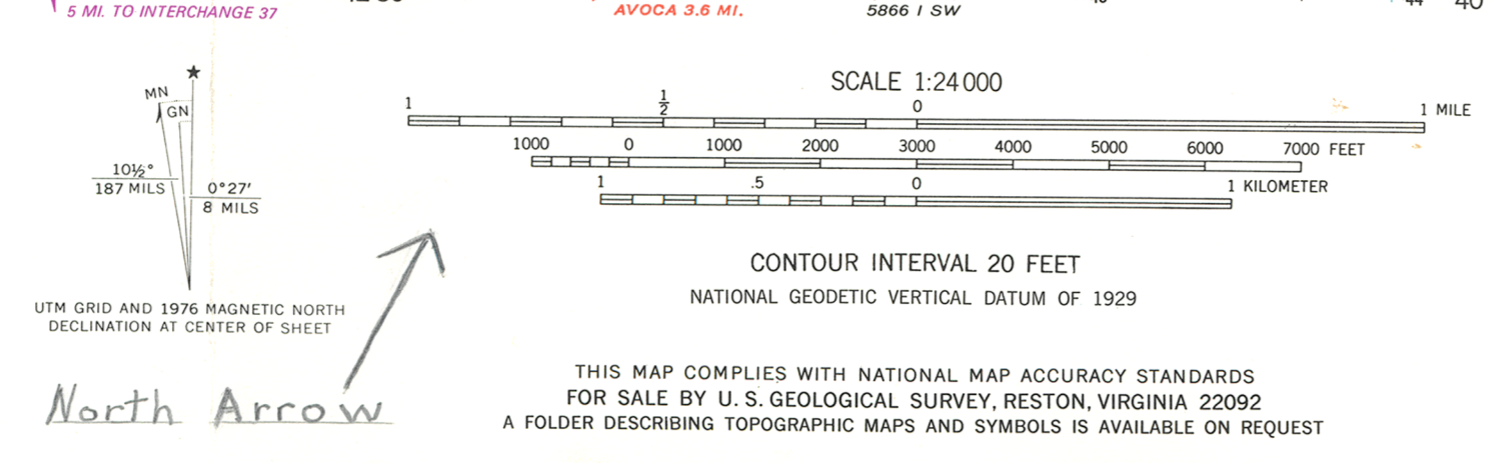 5 MI. TO INTERCHANGE 37
AVOCA 3.6 MI.
5866 I SW
40
MN
GN
10½°
187 MILS
0°27′
8 MILS
UTM GRID AND 1976 MAGNETIC NORTH
DECLINATION AT CENTER OF SHEET
North Arrow
SCALE 1:24 000
1 ½ 0 1 MILE
1000 0 1000 2000 3000 4000 5000 6000 7000 FEET
1 .5 0 1 KILOMETER
CONTOUR INTERVAL 20 FEET
NATIONAL GEODETIC VERTICAL DATUM OF 1929
THIS MAP COMPLIES WITH NATIONAL MAP ACCURACY STANDARDS
FOR SALE BY U. S. GEOLOGICAL SURVEY, RESTON, VIRGINIA 22092
A FOLDER DESCRIBING TOPOGRAPHIC MAPS AND SYMBOLS IS AVAILABLE ON REQUEST